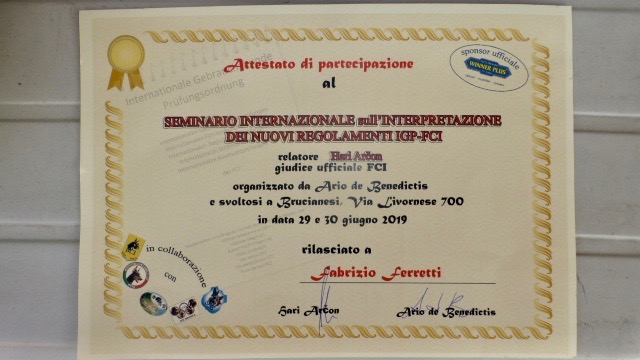 Attestato di partecipazione
al
sponsor ufficiale
WINNER PLUS
Internationale Gebrauchshunde
Prüfungsordnung
SEMINARIO INTERNAZIONALE sull'INTERPRETAZIONE
DEI NUOVI REGOLAMENTI IGP-FCI
relatore Hari Arčon
giudice ufficiale FCI
organizzato da Ario de Benedictis
e svoltosi a Brucianesi, Via Livornese 700
in data 29 e 30 giugno 2019
in collaborazione
con
rilasciato a
Fabrizio Ferretti
Hari Arčon
Ario de Benedictis